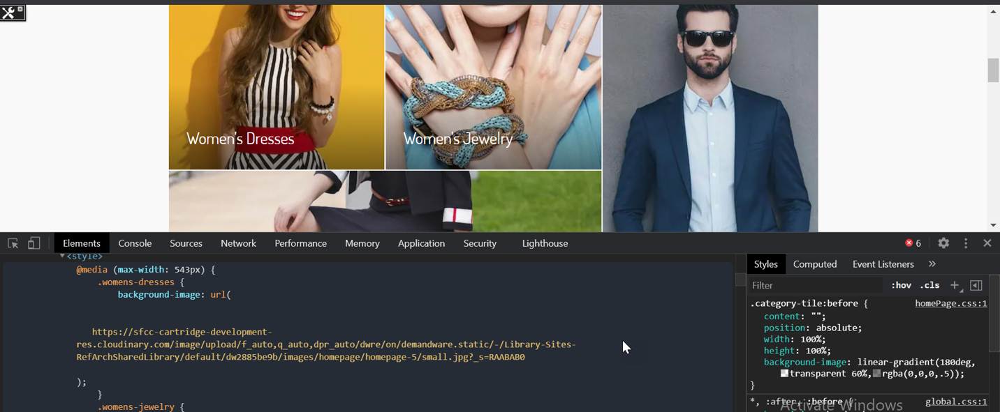 Women's Dresses
Women's Jewelry
Elements Console Sources Network Performance Memory Application Security Lighthouse 6
<style>
@media (max-width: 543px) {
.womens-dresses {
background-image: url(
https://sfcc-cartridge-development-
res.cloudinary.com/image/upload/f_auto,q_auto,dpr_auto/dwre/on/demandware.static/-/Library-Sites-
RefArchSharedLibrary/default/dw2885be9b/images/homepage/homepage-5/small.jpg?_s=RAABAB0
);
}
.womens-jewelry {
Styles Computed Event Listeners »
Filter :hov .cls +
.category-tile:before { homePage.css:1
content: "";
position: absolute;
width: 100%;
height: 100%;
background-image: linear-gradient(180deg,
transparent 60%,rgba(0,0,0,.5));
}
*, :after, :before { global.css:1
Activate Windows